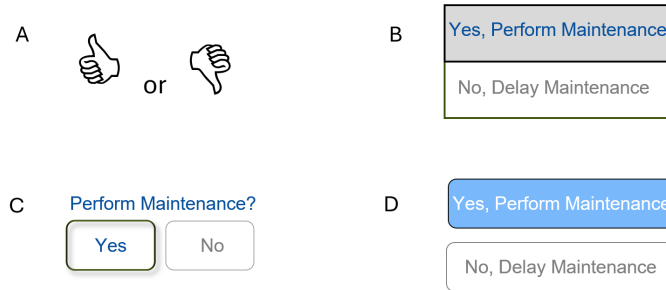 A
or
B
Yes, Perform Maintenance
No, Delay Maintenance
C
Perform Maintenance?
Yes
No
D
Yes, Perform Maintenance
No, Delay Maintenance